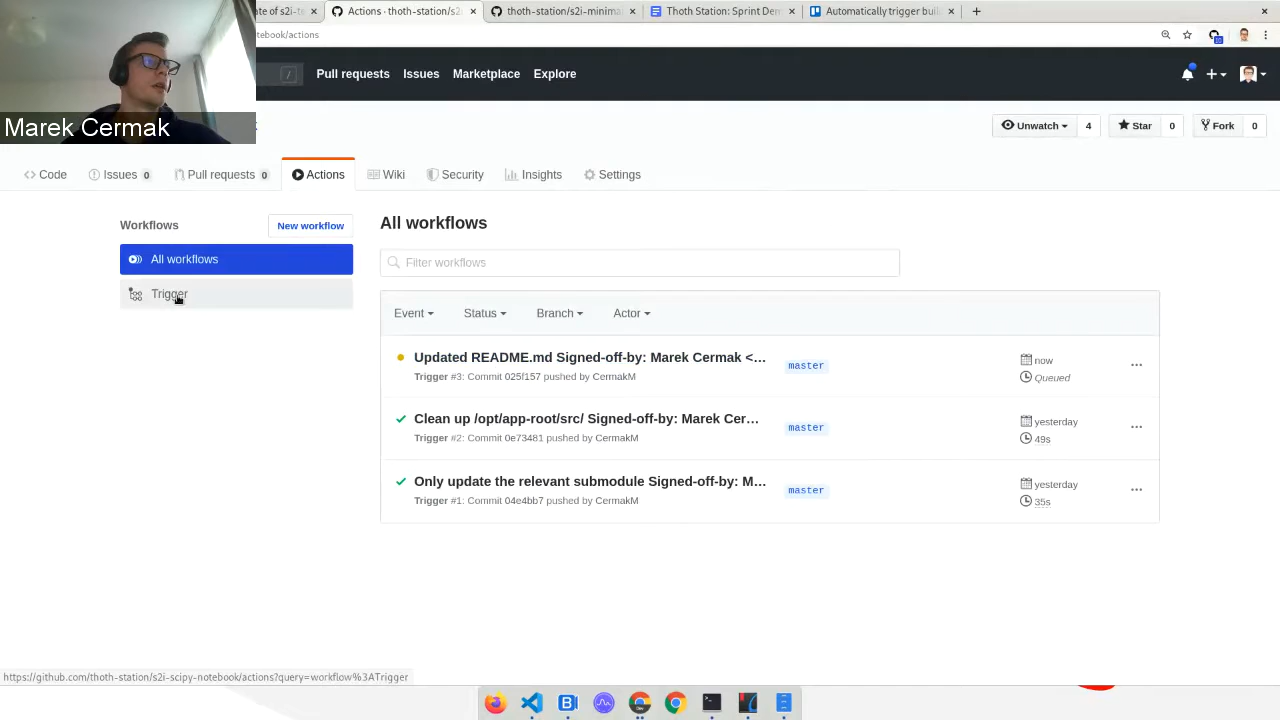 ate of s2i-te
Actions · thoth-station/s2i
thoth-station/s2i-minima
Thoth Station: Sprint Dem
Automatically trigger buil
tebook/actions
/
Pull requests
Issues
Marketplace
Explore
Marek Cermak
Unwatch
4
Star
0
Fork
0
Code
Issues 0
Pull requests 0
Actions
Wiki
Security
Insights
Settings
Workflows
New workflow
All workflows
Trigger
All workflows
Filter workflows
Event
Status
Branch
Actor
Updated README.md Signed-off-by: Marek Cermak <…
Trigger #3: Commit 025f157 pushed by CermakM
master
now
Queued
Clean up /opt/app-root/src/ Signed-off-by: Marek Cer…
Trigger #2: Commit 0e73481 pushed by CermakM
master
yesterday
49s
Only update the relevant submodule Signed-off-by: M…
Trigger #1: Commit 04e4bb7 pushed by CermakM
master
yesterday
35s
https://github.com/thoth-station/s2i-scipy-notebook/actions?query=workflow%3ATrigger